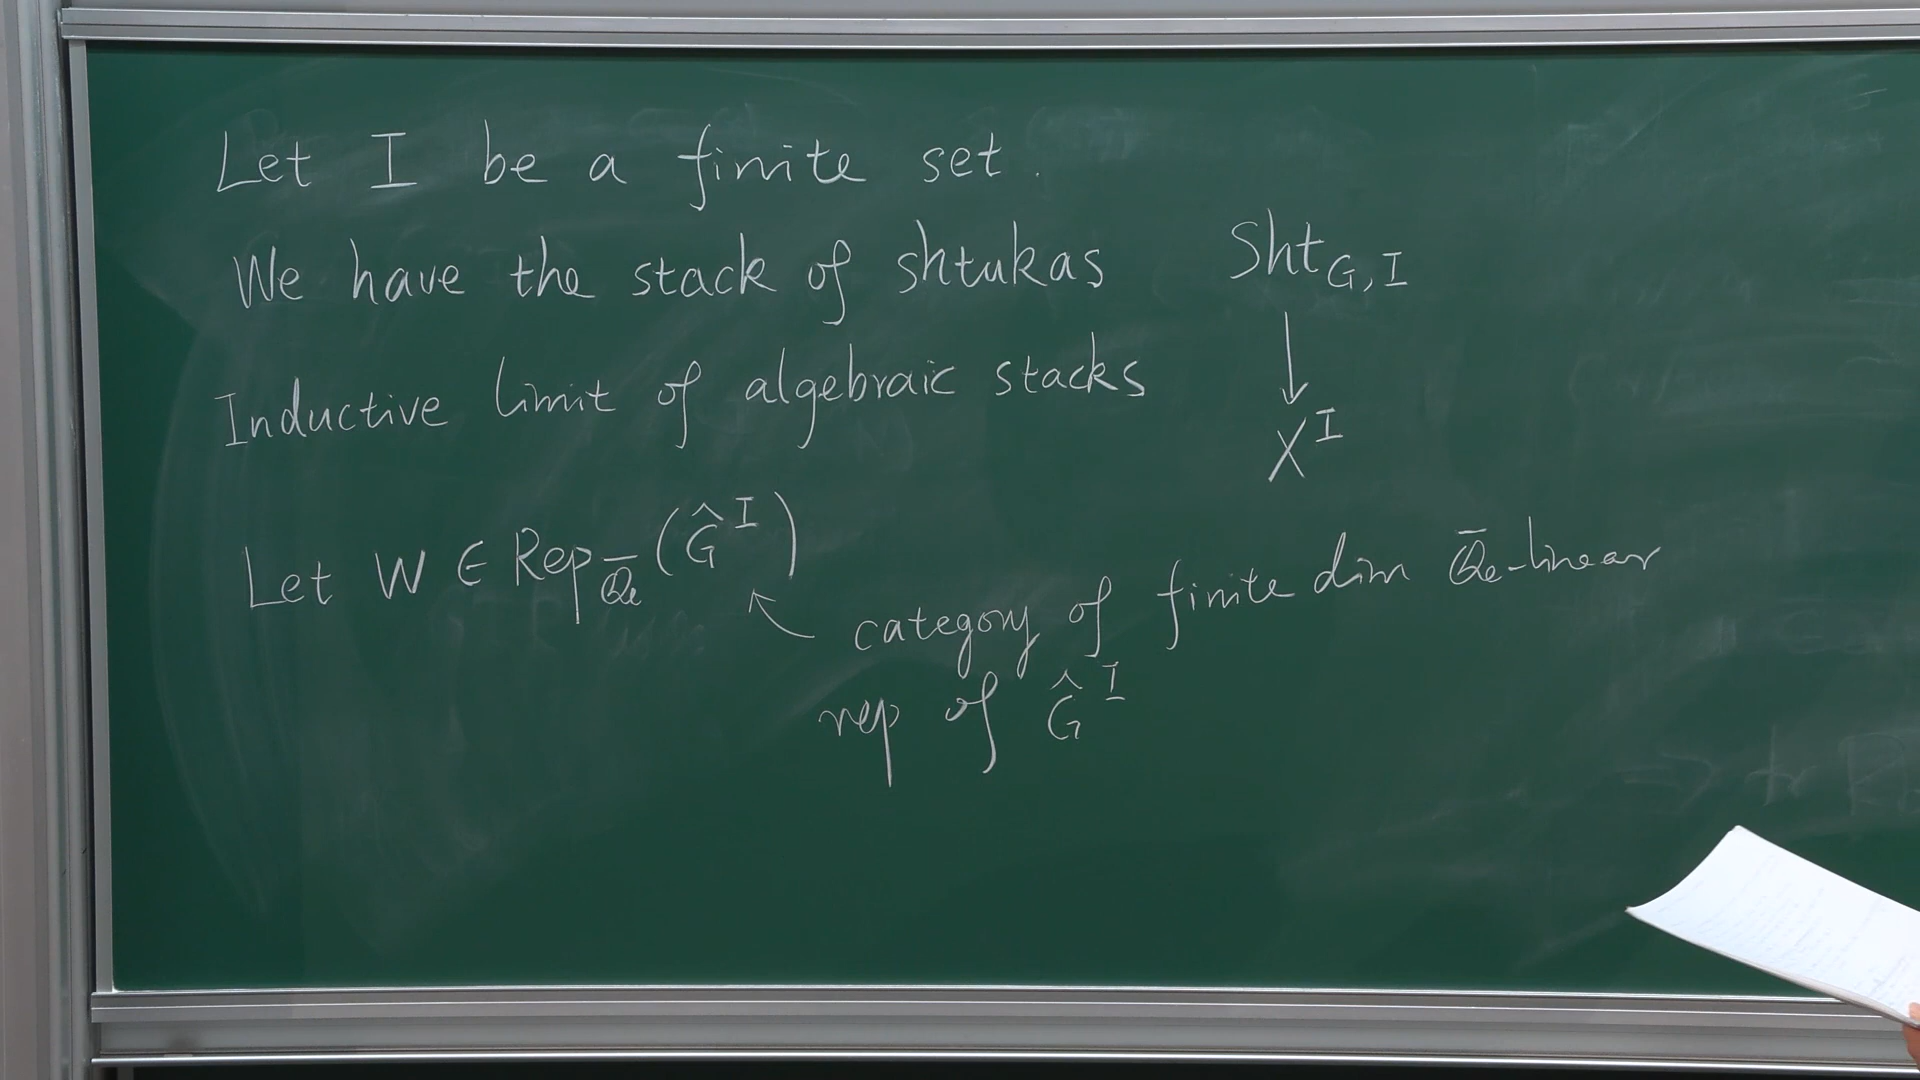 Let I be a finite set.
We have the stack of shtukas Sht_{G,I}
↓
Inductive limit of algebraic stacks
X^I
Let W ∈ Rep_{Q̄ℓ}(Ĝ^I)
↖ category of finite dim Q̄ℓ-linear
rep of Ĝ^I